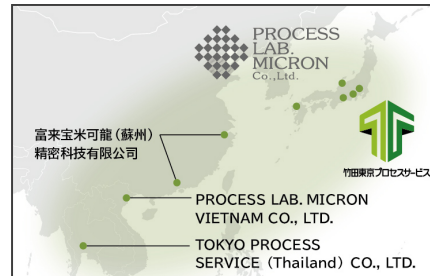 PROCESS
LAB.
MICRON
Co.,Ltd.
竹田東京プロセスサービス
富来宝米可龍（蘇州）
精密科技有限公司
PROCESS LAB. MICRON
VIETNAM CO., LTD.
TOKYO PROCESS
SERVICE（Thailand）CO., LTD.